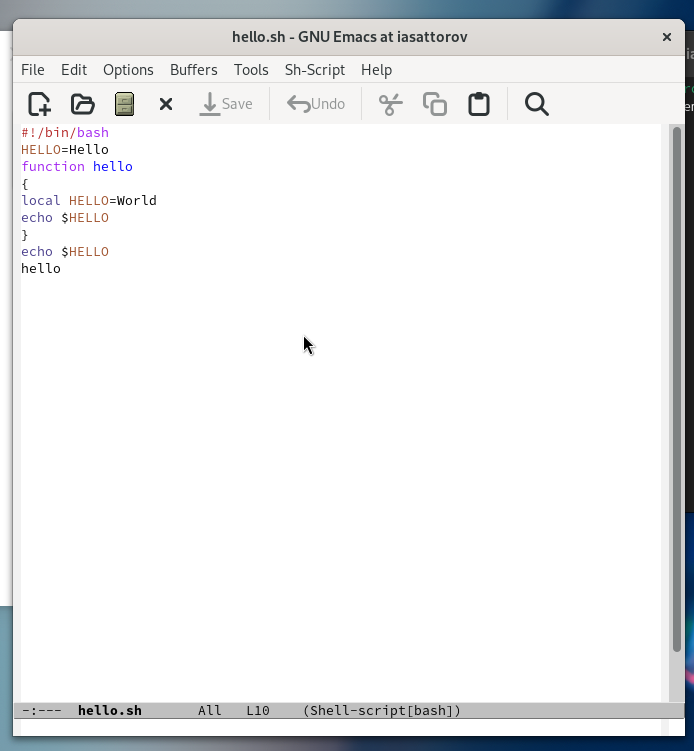 hello.sh - GNU Emacs at iasattorov
File Edit Options Buffers Tools Sh-Script Help
Save Undo
#!/bin/bash
HELLO=Hello
function hello
{
local HELLO=World
echo $HELLO
}
echo $HELLO
hello
-:--- hello.sh All L10 (Shell-script[bash])